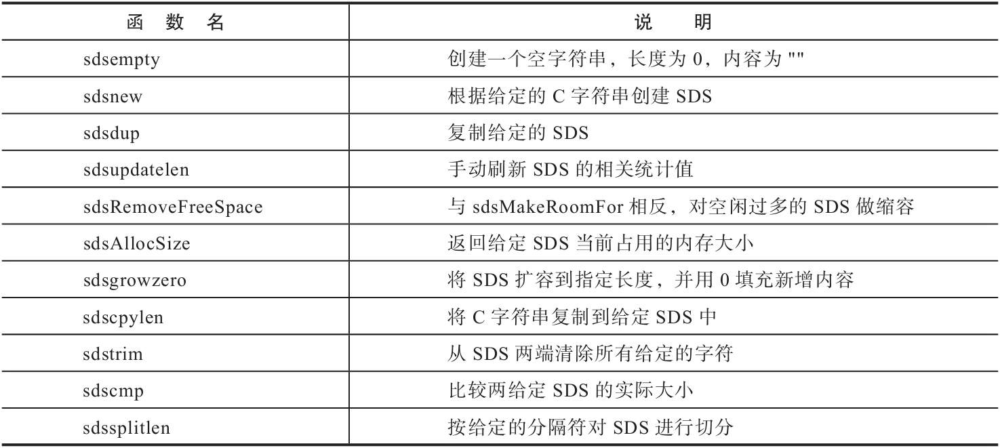 函 数 名 说 明
sdsempty 创建一个空字符串，长度为 0，内容为 ""
sdsnew 根据给定的 C 字符串创建 SDS
sdsdup 复制给定的 SDS
sdsupdatelen 手动刷新 SDS 的相关统计值
sdsRemoveFreeSpace 与 sdsMakeRoomFor 相反，对空闲过多的 SDS 做缩容
sdsAllocSize 返回给定 SDS 当前占用的内存大小
sdsgrowzero 将 SDS 扩容到指定长度，并用 0 填充新增内容
sdscpylen 将 C 字符串复制到给定 SDS 中
sdstrim 从 SDS 两端清除所有给定的字符
sdscmp 比较两给定 SDS 的实际大小
sdssplitlen 按给定的分隔符对 SDS 进行切分